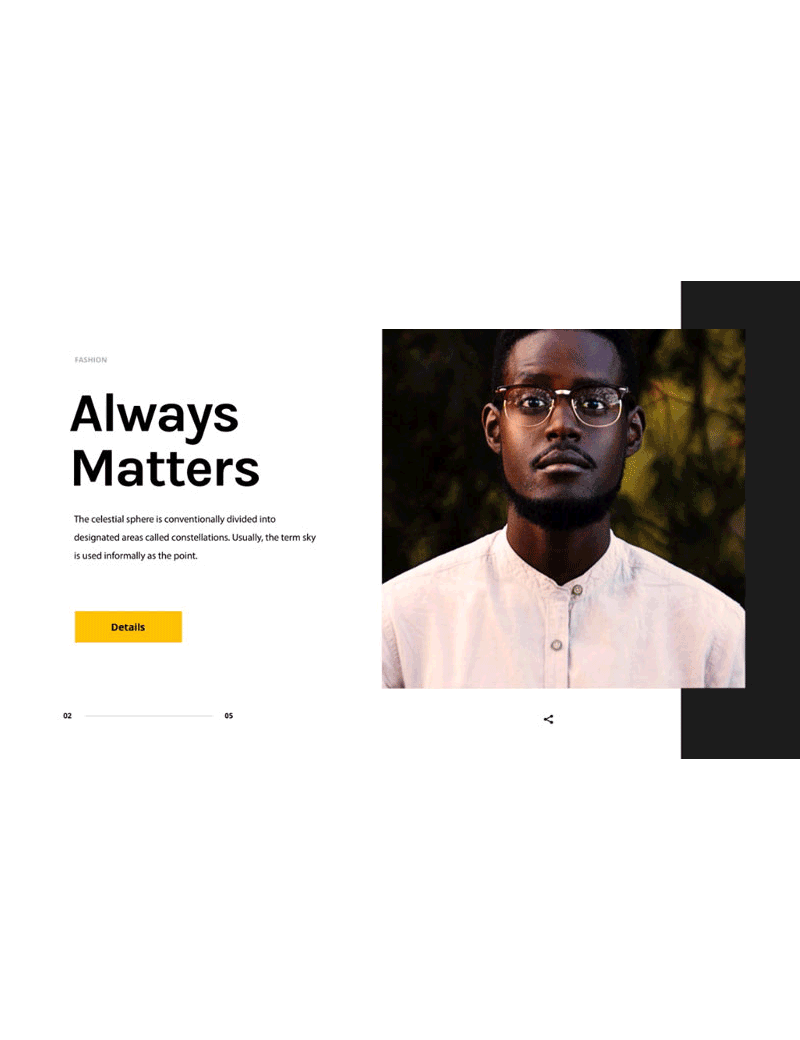 FASHION
Always
Matters
The celestial sphere is conventionally divided into
designated areas called constellations. Usually, the term sky
is used informally as the point.
Details
02 05